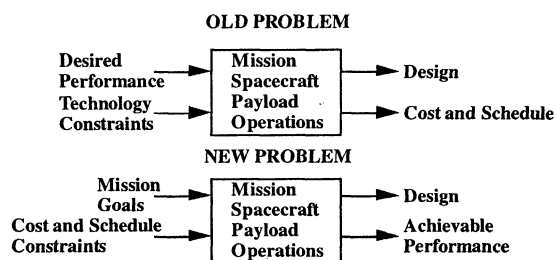 OLD PROBLEM
Desired
Performance
Technology
Constraints
Mission
Spacecraft
Payload
Operations
Design
Cost and Schedule
NEW PROBLEM
Mission
Goals
Cost and Schedule
Constraints
Mission
Spacecraft
Payload
Operations
Design
Achievable
Performance